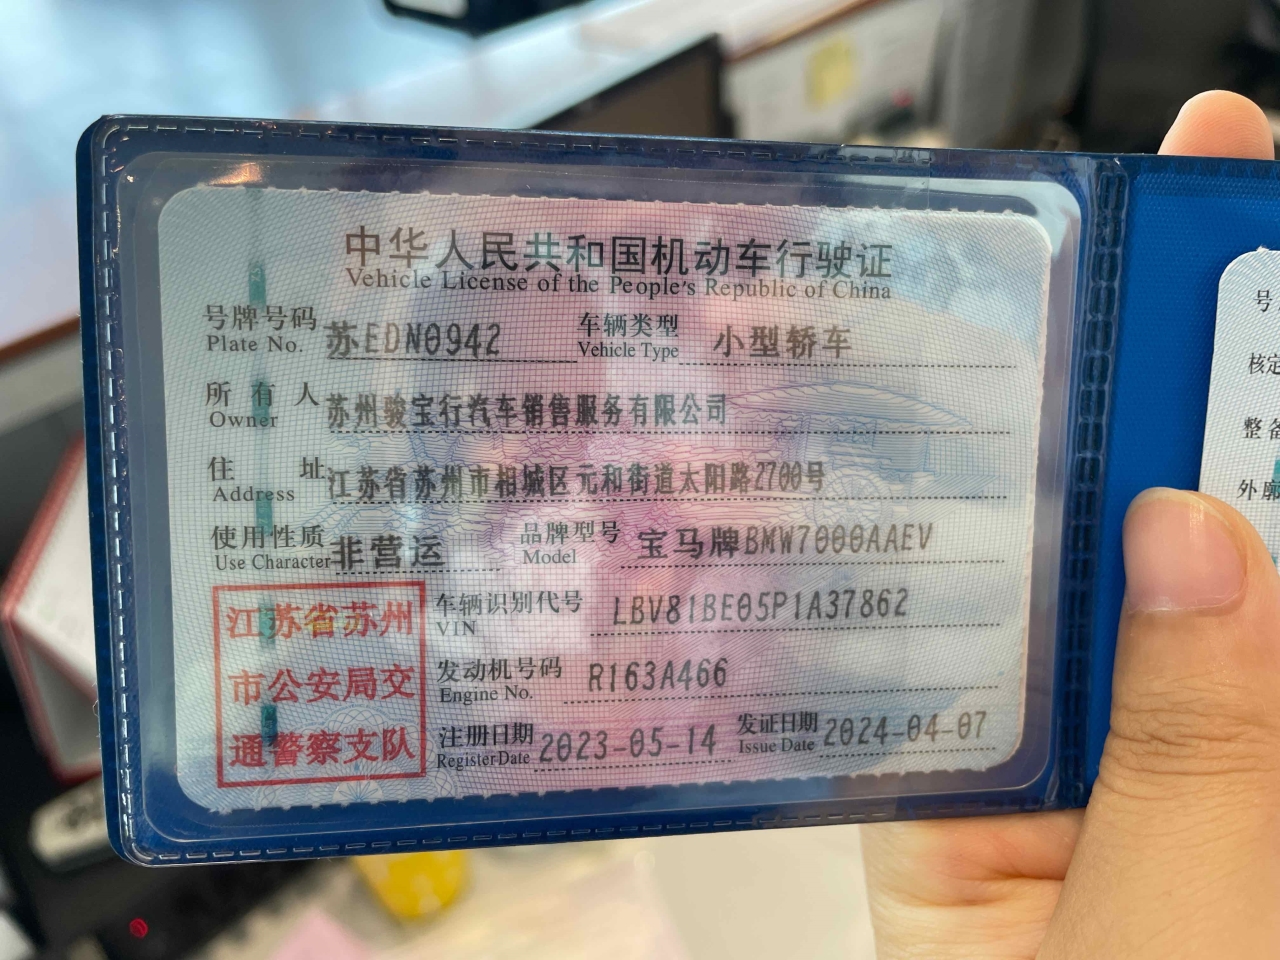 中华人民共和国机动车行驶证
Vehicle License of the People's Republic of China
号牌号码 苏EDN0942 车辆类型 小型轿车
Plate No. Vehicle Type
所有人 苏州骏宝行汽车销售服务有限公司
Owner
住址 江苏省苏州市相城区元和街道太阳路2700号
Address
使用性质 非营运 品牌型号 宝马牌BMW7000AAEV
Use Character Model
江苏省苏州
市公安局交
通警察支队
车辆识别代号 LBV81BE05P1A37862
VIN
发动机号码 R163A466
Engine No.
注册日期 2023-05-14 发证日期 2024-04-07
Register Date Issue Date
号
核定
整备
外廓